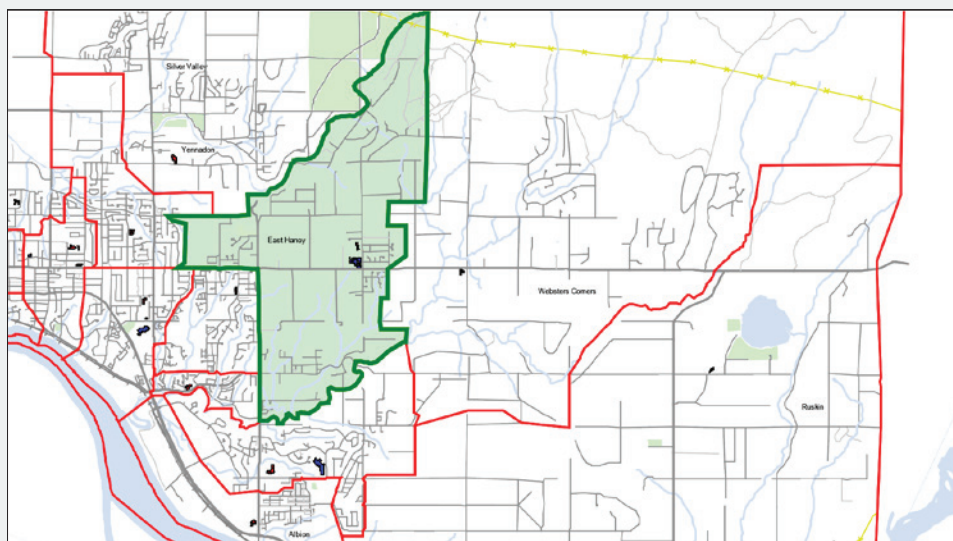 Silver Valley
Yennadon
East Haney
Websters Corners
Ruskin
Albion